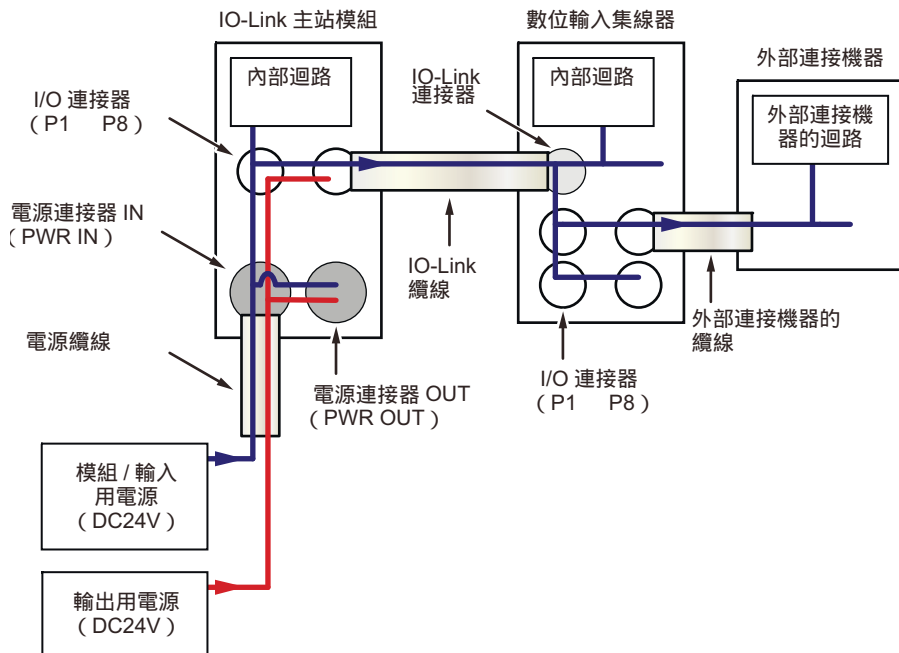 IO-Link 主站模組
數位輸入集線器
外部連接機器
內部迴路
IO-Link
連接器
內部迴路
外部連接機
器的迴路
I/O 連接器
（P1　P8）
電源連接器 IN
(PWR IN)
IO-Link
纜線
外部連接機器的
纜線
電源纜線
電源連接器 OUT
(PWR OUT)
I/O 連接器
（P1　P8）
模組 / 輸入
用電源
（DC24V）
輸出用電源
（DC24V）